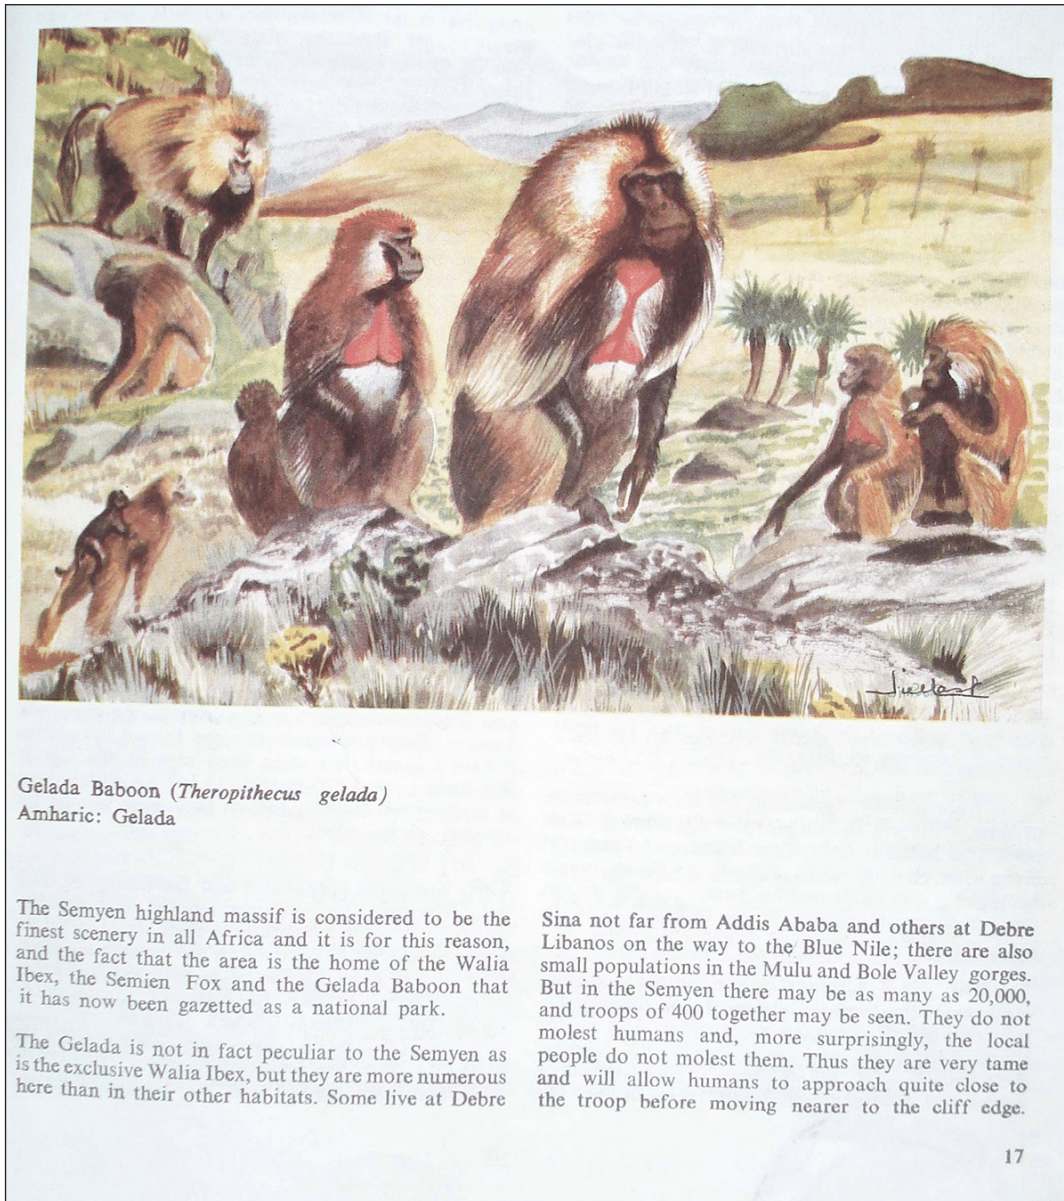 Gelada Baboon (Theropithecus gelada)
Amharic: Gelada
The Semyen highland massif is considered to be the
finest scenery in all Africa and it is for this reason,
and the fact that the area is the home of the Walia
Ibex, the Semien Fox and the Gelada Baboon that
it has now been gazetted as a national park.
The Gelada is not in fact peculiar to the Semyen as
is the exclusive Walia Ibex, but they are more numerous
here than in their other habitats. Some live at Debre
Sina not far from Addis Ababa and others at Debre
Libanos on the way to the Blue Nile; there are also
small populations in the Mulu and Bole Valley gorges.
But in the Semyen there may be as many as 20,000,
and troops of 400 together may be seen. They do not
molest humans and, more surprisingly, the local
people do not molest them. Thus they are very tame
and will allow humans to approach quite close to
the troop before moving nearer to the cliff edge.
17